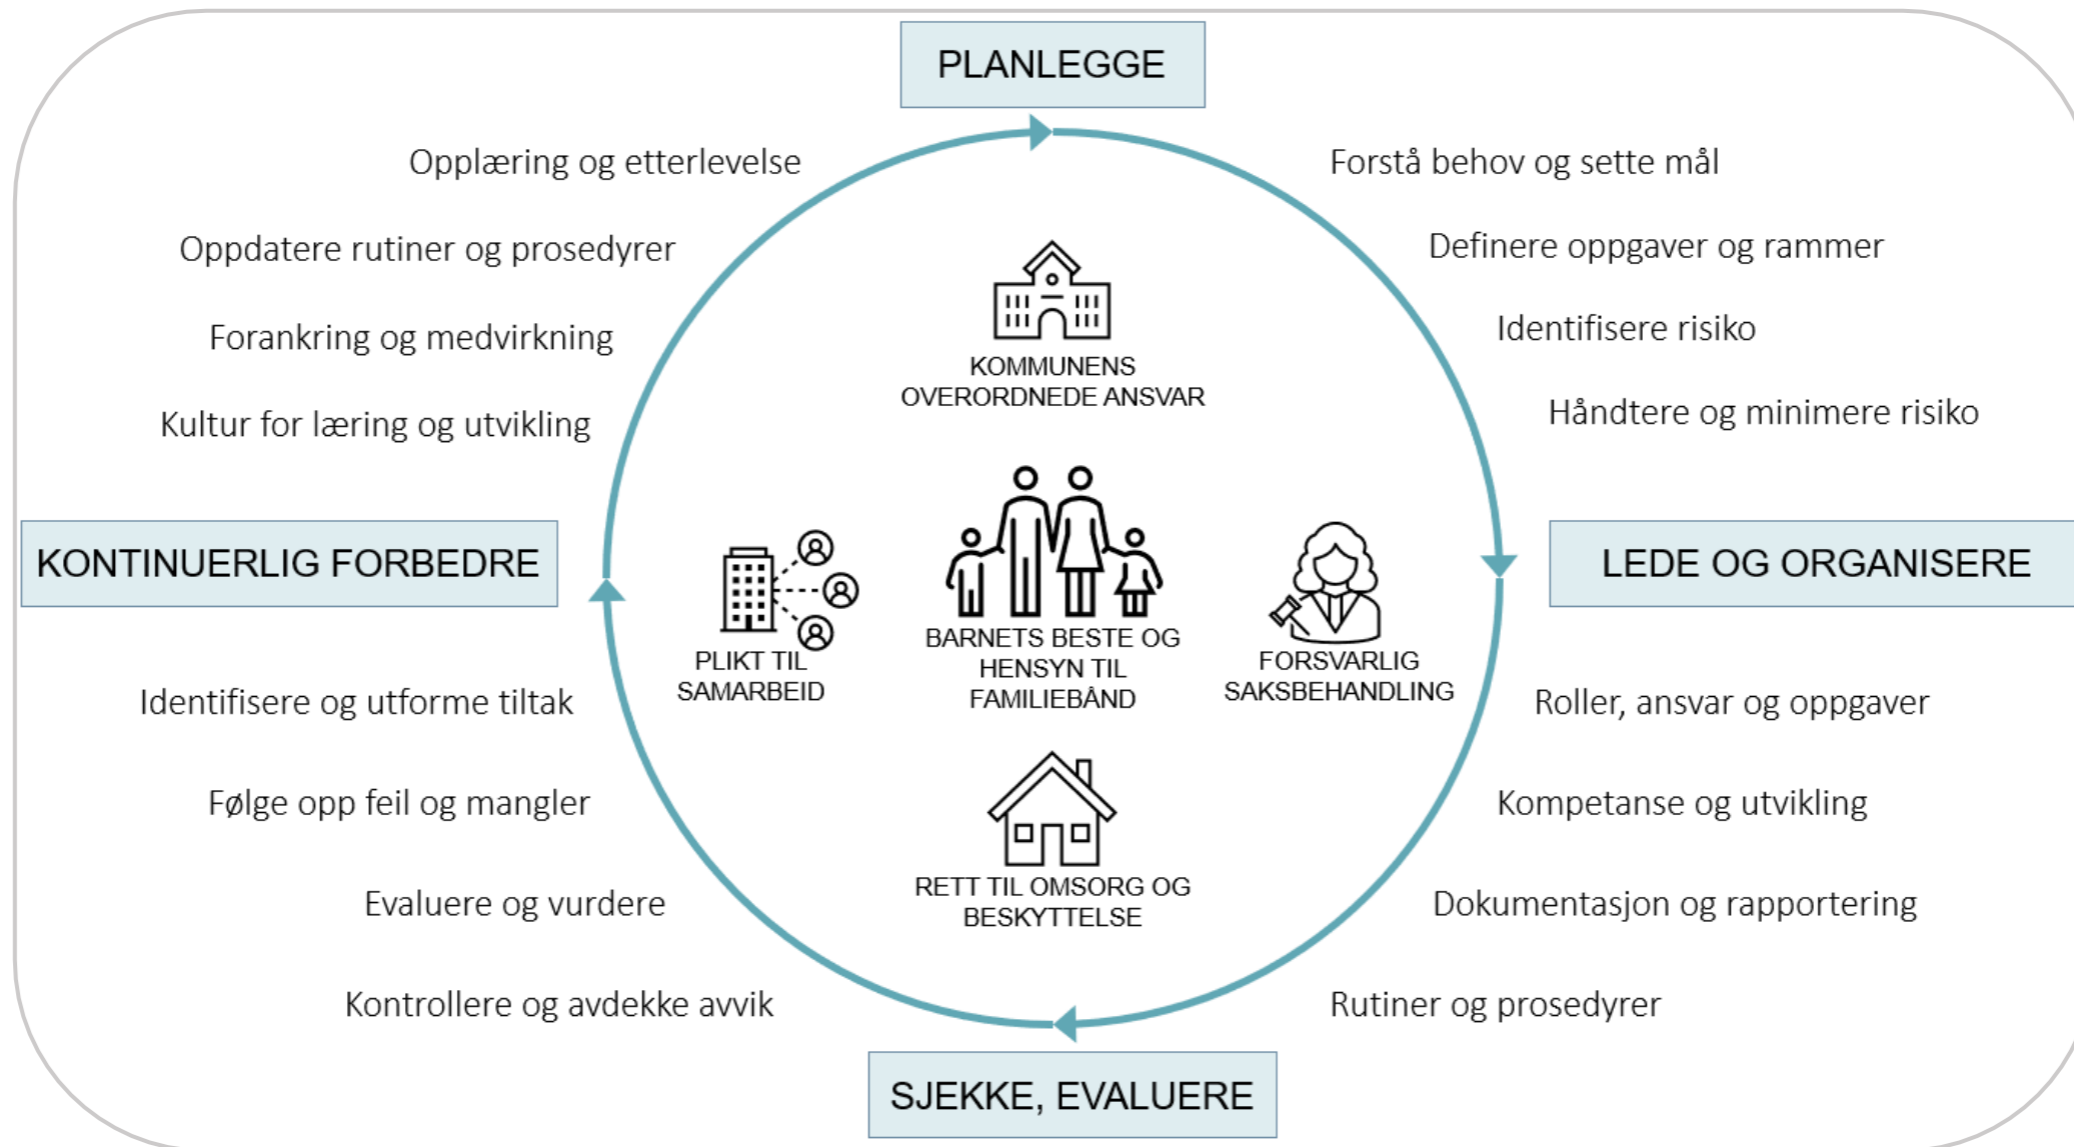 PLANLEGGE
Opplæring og etterlevelse
Oppdatere rutiner og prosedyrer
Forankring og medvirkning
Kultur for læring og utvikling
Forstå behov og sette mål
Definere oppgaver og rammer
Identifisere risiko
Håndtere og minimere risiko
KOMMUNENS
OVERORDNEDE ANSVAR
KONTINUERLIG FORBEDRE
LEDE OG ORGANISERE
PLIKT TIL
SAMARBEID
BARNETS BESTE OG
HENSYN TIL
FAMILIEBÅND
FORSVARLIG
SAKSBEHANDLING
RETT TIL OMSORG OG
BESKYTTELSE
Identifisere og utforme tiltak
Følge opp feil og mangler
Evaluere og vurdere
Kontrollere og avdekke avvik
Roller, ansvar og oppgaver
Kompetanse og utvikling
Dokumentasjon og rapportering
Rutiner og prosedyrer
SJEKKE, EVALUERE